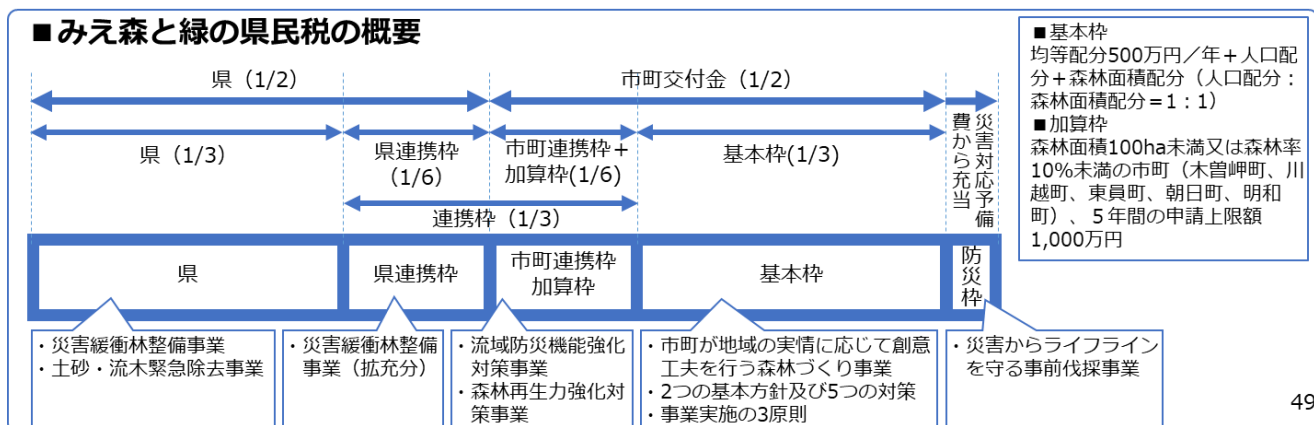 ■みえ森と緑の県民税の概要
県（1/2）
市町交付金（1/2）
県（1/3）
県連携枠
（1/6）
市町連携枠＋
加算枠(1/6)
基本枠(1/3)
連携枠（1/3）
災害対応予備
費から充当
県
県連携枠
市町連携枠
加算枠
基本枠
防災枠
・災害緩衝林整備事業
・土砂・流木緊急除去事業
・災害緩衝林整備
事業（拡充分）
・流域防災機能強化
対策事業
・森林再生力強化対
策事業
・市町が地域の実情に応じて創意
工夫を行う森林づくり事業
・2つの基本方針及び5つの対策
・事業実施の3原則
・災害からライフライン
を守る事前伐採事業
■基本枠
均等配分500万円／年＋人口配
分＋森林面積配分（人口配分：
森林面積配分＝1：1）
■加算枠
森林面積100ha未満又は森林率
10%未満の市町（木曽岬町、川
越町、東員町、朝日町、明和
町）、５年間の申請上限額
1,000万円
49